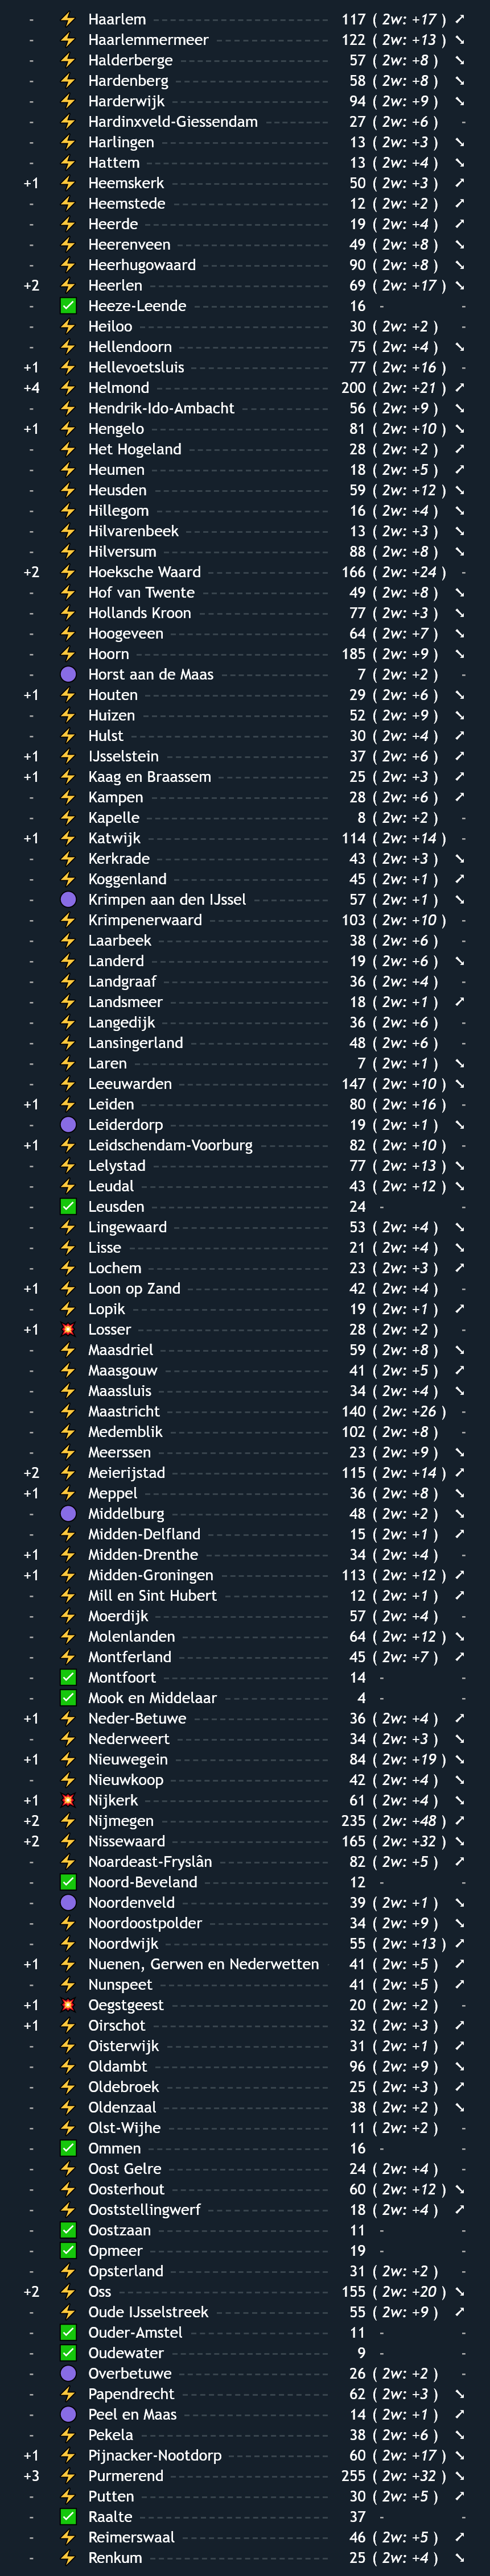 - ⚡ Haarlem 117 ( 2w: +17 ) ⭧
- ⚡ Haarlemmermeer 122 ( 2w: +13 ) ⭨
- ⚡ Halderberge 57 ( 2w: +8 ) ⭨
- ⚡ Hardenberg 58 ( 2w: +8 ) ⭨
- ⚡ Harderwijk 94 ( 2w: +9 ) ⭨
- ⚡ Hardinxveld-Giessendam 27 ( 2w: +6 ) -
- ⚡ Harlingen 13 ( 2w: +3 ) ⭨
- ⚡ Hattem 13 ( 2w: +4 ) ⭨
+1 ⚡ Heemskerk 50 ( 2w: +3 ) ⭧
- ⚡ Heemstede 12 ( 2w: +2 ) ⭧
- ⚡ Heerde 19 ( 2w: +4 ) ⭧
- ⚡ Heerenveen 49 ( 2w: +8 ) ⭨
- ⚡ Heerhugowaard 90 ( 2w: +8 ) ⭨
+2 ⚡ Heerlen 69 ( 2w: +17 ) ⭨
- ✅ Heeze-Leende 16 - -
- ⚡ Heiloo 30 ( 2w: +2 ) -
- ⚡ Hellendoorn 75 ( 2w: +4 ) ⭨
+1 ⚡ Hellevoetsluis 77 ( 2w: +16 ) -
+4 ⚡ Helmond 200 ( 2w: +21 ) ⭧
- ⚡ Hendrik-Ido-Ambacht 56 ( 2w: +9 ) ⭨
+1 ⚡ Hengelo 81 ( 2w: +10 ) ⭨
- ⚡ Het Hogeland 28 ( 2w: +2 ) ⭧
- ⚡ Heumen 18 ( 2w: +5 ) ⭧
- ⚡ Heusden 59 ( 2w: +12 ) ⭨
- ⚡ Hillegom 16 ( 2w: +4 ) ⭨
- ⚡ Hilvarenbeek 13 ( 2w: +3 ) ⭨
- ⚡ Hilversum 88 ( 2w: +8 ) ⭨
+2 ⚡ Hoeksche Waard 166 ( 2w: +24 ) -
- ⚡ Hof van Twente 49 ( 2w: +8 ) ⭨
- ⚡ Hollands Kroon 77 ( 2w: +3 ) ⭨
- ⚡ Hoogeveen 64 ( 2w: +7 ) ⭨
- ⚡ Hoorn 185 ( 2w: +9 ) ⭨
- 🟣 Horst aan de Maas 7 ( 2w: +2 ) -
+1 ⚡ Houten 29 ( 2w: +6 ) ⭨
- ⚡ Huizen 52 ( 2w: +9 ) ⭨
- ⚡ Hulst 30 ( 2w: +4 ) ⭧
+1 ⚡ IJsselstein 37 ( 2w: +6 ) ⭧
+1 ⚡ Kaag en Braassem 25 ( 2w: +3 ) ⭧
- ⚡ Kampen 28 ( 2w: +6 ) ⭧
- ⚡ Kapelle 8 ( 2w: +2 ) -
+1 ⚡ Katwijk 114 ( 2w: +14 ) -
- ⚡ Kerkrade 43 ( 2w: +3 ) ⭨
- ⚡ Koggenland 45 ( 2w: +1 ) ⭧
- 🟣 Krimpen aan den IJssel 57 ( 2w: +1 ) ⭨
- ⚡ Krimpenerwaard 103 ( 2w: +10 ) -
- ⚡ Laarbeek 38 ( 2w: +6 ) -
- ⚡ Landerd 19 ( 2w: +6 ) ⭨
- ⚡ Landgraaf 36 ( 2w: +4 ) -
- ⚡ Landsmeer 18 ( 2w: +1 ) ⭧
- ⚡ Langedijk 36 ( 2w: +6 ) -
- ⚡ Lansingerland 48 ( 2w: +6 ) -
- ⚡ Laren 7 ( 2w: +1 ) ⭨
- ⚡ Leeuwarden 147 ( 2w: +10 ) ⭨
+1 ⚡ Leiden 80 ( 2w: +16 ) -
- 🟣 Leiderdorp 19 ( 2w: +1 ) ⭨
+1 ⚡ Leidschendam-Voorburg 82 ( 2w: +10 ) -
- ⚡ Lelystad 77 ( 2w: +13 ) ⭨
- ⚡ Leudal 43 ( 2w: +12 ) ⭨
- ✅ Leusden 24 - -
- ⚡ Lingewaard 53 ( 2w: +4 ) ⭨
- ⚡ Lisse 21 ( 2w: +4 ) ⭨
- ⚡ Lochem 23 ( 2w: +3 ) ⭧
+1 ⚡ Loon op Zand 42 ( 2w: +4 ) -
- ⚡ Lopik 19 ( 2w: +1 ) ⭧
+1 💥 Losser 28 ( 2w: +2 ) -
- ⚡ Maasdriel 59 ( 2w: +8 ) ⭨
- ⚡ Maasgouw 41 ( 2w: +5 ) ⭧
- ⚡ Maassluis 34 ( 2w: +4 ) ⭨
- ⚡ Maastricht 140 ( 2w: +26 ) -
- ⚡ Medemblik 102 ( 2w: +8 ) -
- ⚡ Meerssen 23 ( 2w: +9 ) ⭨
+2 ⚡ Meierijstad 115 ( 2w: +14 ) ⭧
+1 ⚡ Meppel 36 ( 2w: +8 ) ⭨
- 🟣 Middelburg 48 ( 2w: +2 ) ⭨
- ⚡ Midden-Delfland 15 ( 2w: +1 ) ⭧
+1 ⚡ Midden-Drenthe 34 ( 2w: +4 ) -
+1 ⚡ Midden-Groningen 113 ( 2w: +12 ) ⭧
- ⚡ Mill en Sint Hubert 12 ( 2w: +1 ) ⭧
- ⚡ Moerdijk 57 ( 2w: +4 ) -
- ⚡ Molenlanden 64 ( 2w: +12 ) ⭨
- ⚡ Montferland 45 ( 2w: +7 ) ⭧
- ✅ Montfoort 14 - -
- ✅ Mook en Middelaar 4 - -
+1 ⚡ Neder-Betuwe 36 ( 2w: +4 ) ⭧
- ⚡ Nederweert 34 ( 2w: +3 ) ⭨
+1 ⚡ Nieuwegein 84 ( 2w: +19 ) ⭨
- ⚡ Nieuwkoop 42 ( 2w: +4 ) ⭨
+1 💥 Nijkerk 61 ( 2w: +4 ) ⭨
+2 ⚡ Nijmegen 235 ( 2w: +48 ) ⭧
+2 ⚡ Nissewaard 165 ( 2w: +32 ) ⭨
- ⚡ Noardeast-Fryslân 82 ( 2w: +5 ) ⭧
- ✅ Noord-Beveland 12 - -
- 🟣 Noordenveld 39 ( 2w: +1 ) ⭨
- ⚡ Noordoostpolder 34 ( 2w: +9 ) ⭨
- ⚡ Noordwijk 55 ( 2w: +13 ) ⭧
+1 ⚡ Nuenen, Gerwen en Nederwetten 41 ( 2w: +5 ) ⭧
- ⚡ Nunspeet 41 ( 2w: +5 ) ⭧
+1 💥 Oegstgeest 20 ( 2w: +2 ) -
+1 ⚡ Oirschot 32 ( 2w: +3 ) ⭧
- ⚡ Oisterwijk 31 ( 2w: +1 ) ⭧
- ⚡ Oldambt 96 ( 2w: +9 ) ⭨
- ⚡ Oldebroek 25 ( 2w: +3 ) ⭧
- ⚡ Oldenzaal 38 ( 2w: +2 ) ⭨
- ⚡ Olst-Wijhe 11 ( 2w: +2 ) -
- ✅ Ommen 16 - -
- ⚡ Oost Gelre 24 ( 2w: +4 ) -
- ⚡ Oosterhout 60 ( 2w: +12 ) ⭨
- ⚡ Ooststellingwerf 18 ( 2w: +4 ) ⭧
- ✅ Oostzaan 11 - -
- ✅ Opmeer 19 - -
- ⚡ Opsterland 31 ( 2w: +2 ) -
+2 ⚡ Oss 155 ( 2w: +20 ) ⭨
- ⚡ Oude IJsselstreek 55 ( 2w: +9 ) ⭧
- ✅ Ouder-Amstel 11 - -
- ✅ Oudewater 9 - -
- 🟣 Overbetuwe 26 ( 2w: +2 ) -
- ⚡ Papendrecht 62 ( 2w: +3 ) ⭨
- 🟣 Peel en Maas 14 ( 2w: +1 ) ⭧
- ⚡ Pekela 38 ( 2w: +6 ) ⭨
+1 ⚡ Pijnacker-Nootdorp 60 ( 2w: +17 ) ⭨
+3 ⚡ Purmerend 255 ( 2w: +32 ) ⭨
- ⚡ Putten 30 ( 2w: +5 ) ⭧
- ✅ Raalte 37 - -
- ⚡ Reimerswaal 46 ( 2w: +5 ) ⭧
- ⚡ Renkum 25 ( 2w: +4 ) ⭨